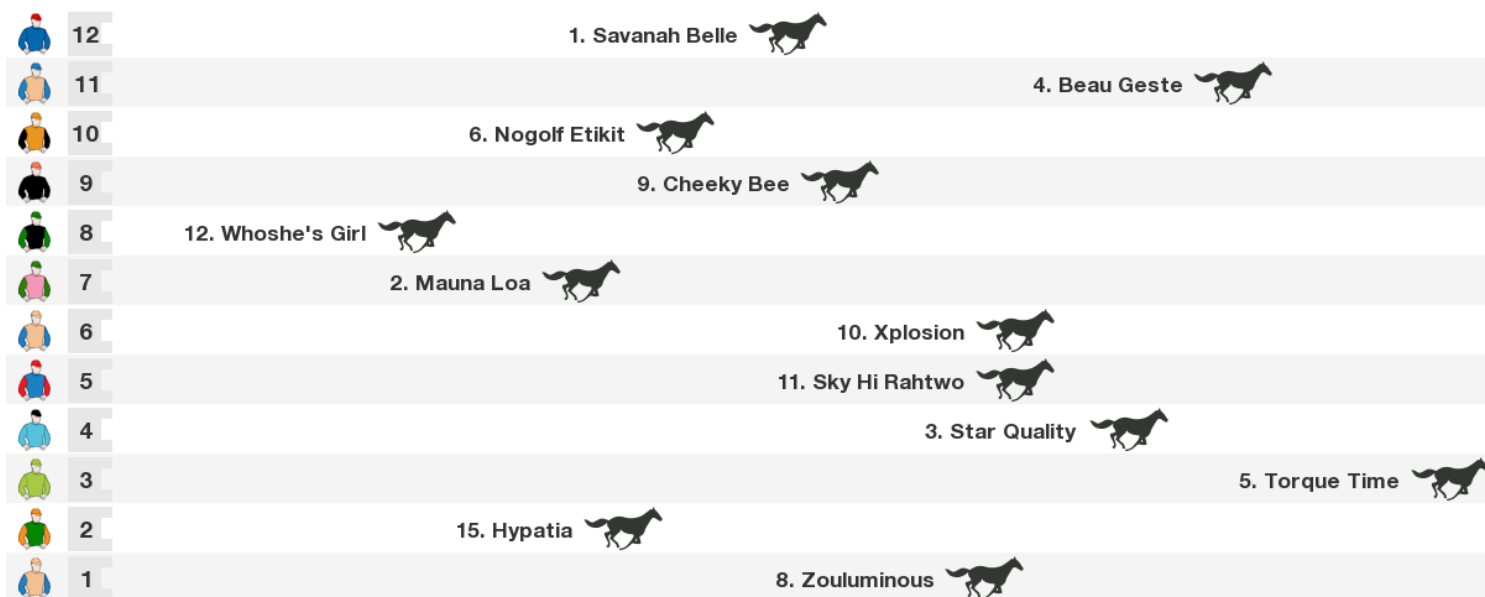 12 1. Savanah Belle
11 4. Beau Geste
10 6. Nogolf Etikit
9 9. Cheeky Bee
8 12. Whoshe's Girl
7 2. Mauna Loa
6 10. Xplosion
5 11. Sky Hi Rahtwo
4 3. Star Quality
3 5. Torque Time
2 15. Hypatia
1 8. Zouluminous